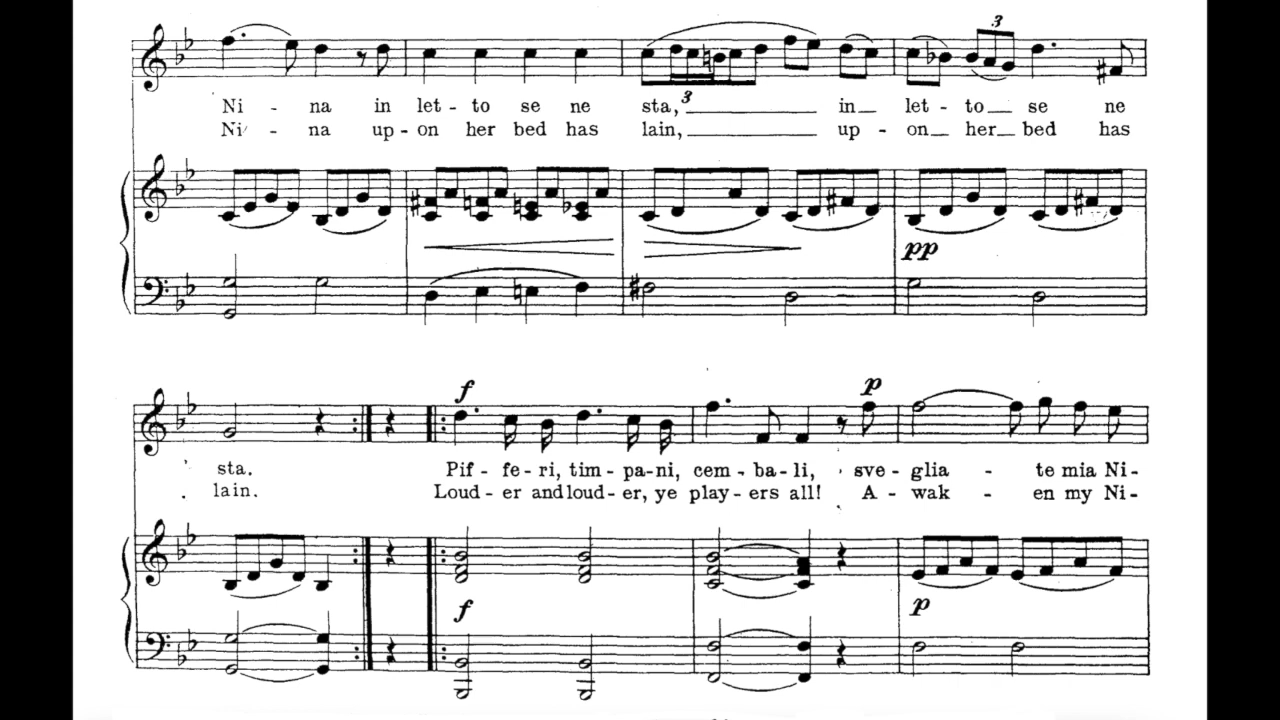 3
Ni - na in let - to se ne sta, in let - to se ne
3
Ni - na up - on her bed has lain, up - on her bed has
pp
f p
sta. Pif - fe - ri, tim - pa - ni, cem - ba - li, sve - glia - te mia Ni -
lain. Loud - er and loud - er, ye play - ers all! A - wak - en my Ni -
f p